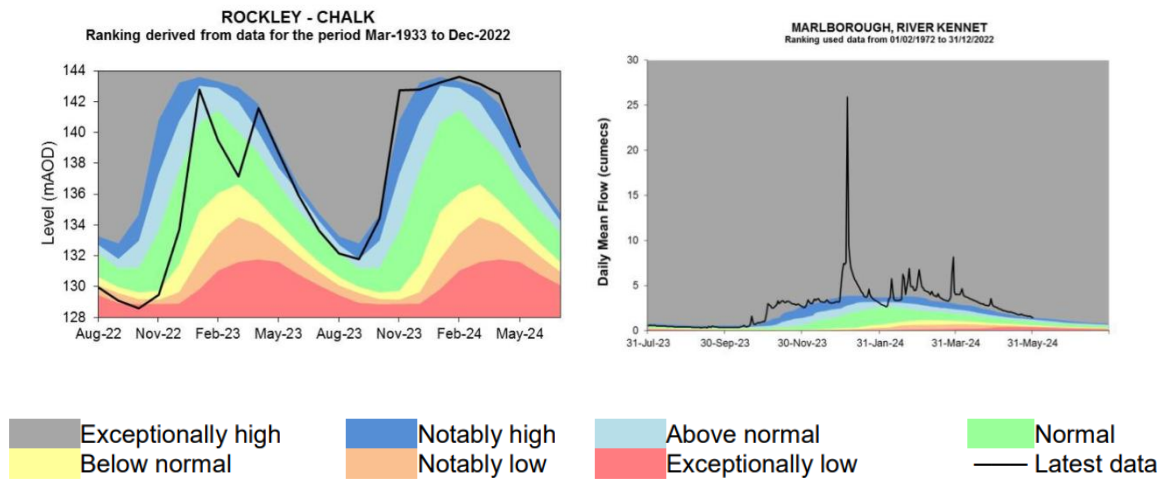 ROCKLEY - CHALK
Ranking derived from data for the period Mar-1933 to Dec-2022
Level (mAOD)
144
142
140
138
136
134
132
130
128
Aug-22 Nov-22 Feb-23 May-23 Aug-23 Nov-23 Feb-24 May-24
MARLBOROUGH, RIVER KENNET
Ranking used data from 01/02/1972 to 31/12/2022
Daily Mean Flow (cumecs)
30
25
20
15
10
5
0
31-Jul-23 30-Sep-23 30-Nov-23 31-Jan-24 31-Mar-24 31-May-24
Exceptionally high Notably high Above normal Normal
Below normal Notably low Exceptionally low Latest data